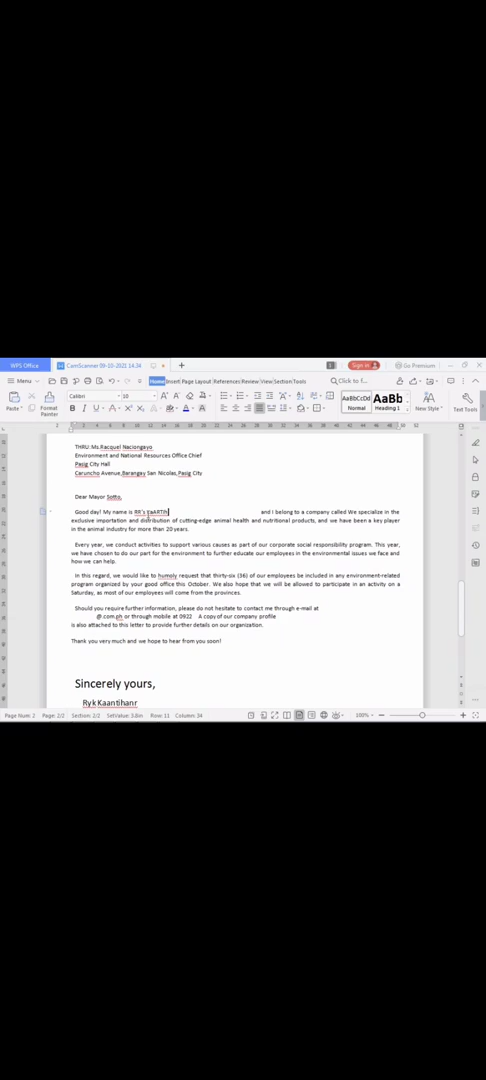 WPS Office
CamScanner 09-10-2021 14.34
Sign in
Go Premium
Menu
Home Insert Page Layout References Review View Section Tools
Click to f...
Paste
Format Painter
Calibri
10
B I U
AaBbCcDd
Normal
AaBb
Heading 1
New Style
Text Tools
THRU:Ms.Racquel Naciongayo
Environment and National Resources Office Chief
Pasig City Hall
Caruncho Avenue,Barangay San Nicolas,Pasig City
Dear Mayor Sotto,
Good day! My name is RR's EaARTIh and I belong to a company called We specialize in the
exclusive importation and distribution of cutting-edge animal health and nutritional products, and we have been a key player
in the animal industry for more than 20 years.
Every year, we conduct activities to support various causes as part of our corporate social responsibility program. This year,
we have chosen to do our part for the environment to further educate our employees in the environmental issues we face and
how we can help.
In this regard, we would like to humply request that thirty-six (36) of our employees be included in any environment-related
program organized by your good office this October. We also hope that we will be allowed to participate in an activity on a
Saturday, as most of our employees will come from the provinces.
Should you require further information, please do not hesitate to contact me through e-mail at
@.com.ph or through mobile at 0922 A copy of our company profile
is also attached to this letter to provide further details on our organization.
Thank you very much and we hope to hear from you soon!
Sincerely yours,
Ryk Kaantihanr
Page Num: 2 Page: 2/2 Section: 2/2 SetValue: 3.8in Row: 11 Column: 34
100%